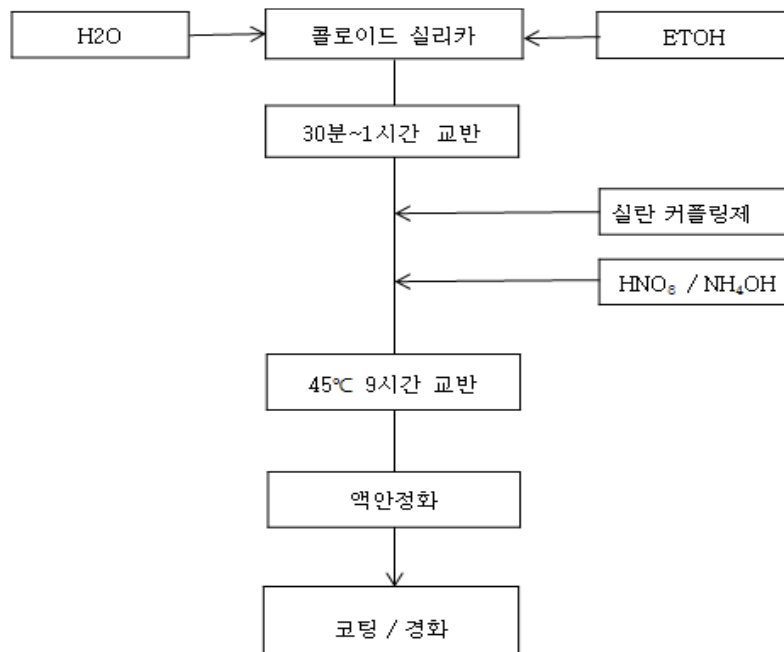 H2O
콜로이드 실리카
ETOH
30분~1시간 교반
실란 커플링제
HNO₆ / NH₄OH
45℃ 9시간 교반
액안정화
코팅 / 경화